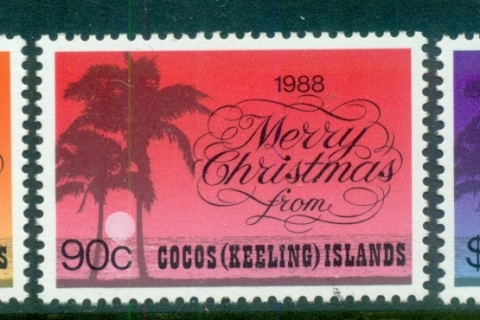 1988
Merry
Christmas
from
90c COCOS (KEELING) ISLANDS
S
$